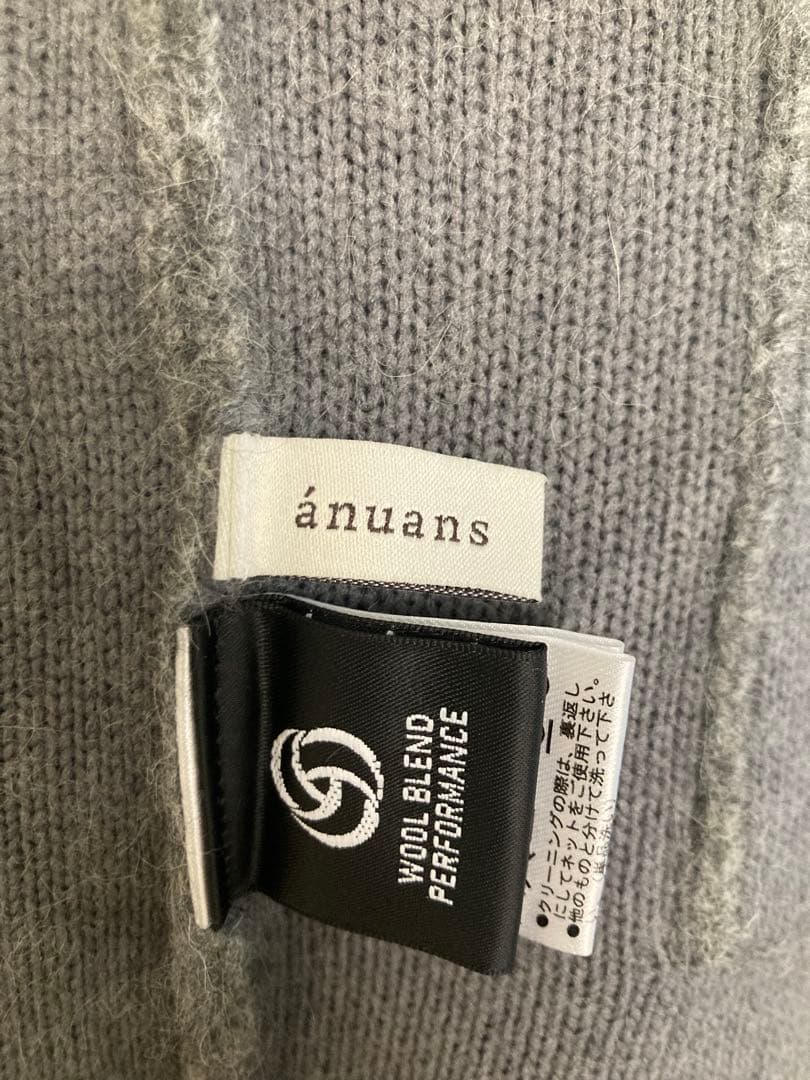 ánuans
WOOL BLEND
PERFORMANCE
●クリーニングの際は、裏返し
にしてネットをご使用下さい。
●他のものと分けて洗って下さ